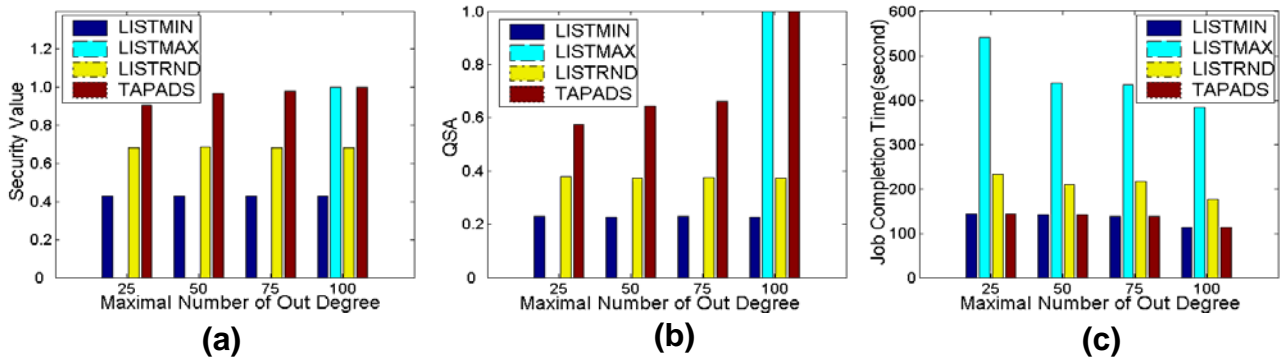 LISTMIN
LISTMAX
LISTRND
TAPADS
Security Value
1.2
1.0
0.8
0.6
0.4
0.2
0
25 50 75 100
Maximal Number of Out Degree
(a)
LISTMIN
LISTMAX
LISTRND
TAPADS
QSA
1.0
0.8
0.6
0.4
0.2
0
25 50 75 100
Maximal Number of Out Degree
(b)
LISTMIN
LISTMAX
LISTRND
TAPADS
Job Completion Time(second)
600
500
400
300
200
100
0
25 50 75 100
Maximal Number of Out Degree
(c)